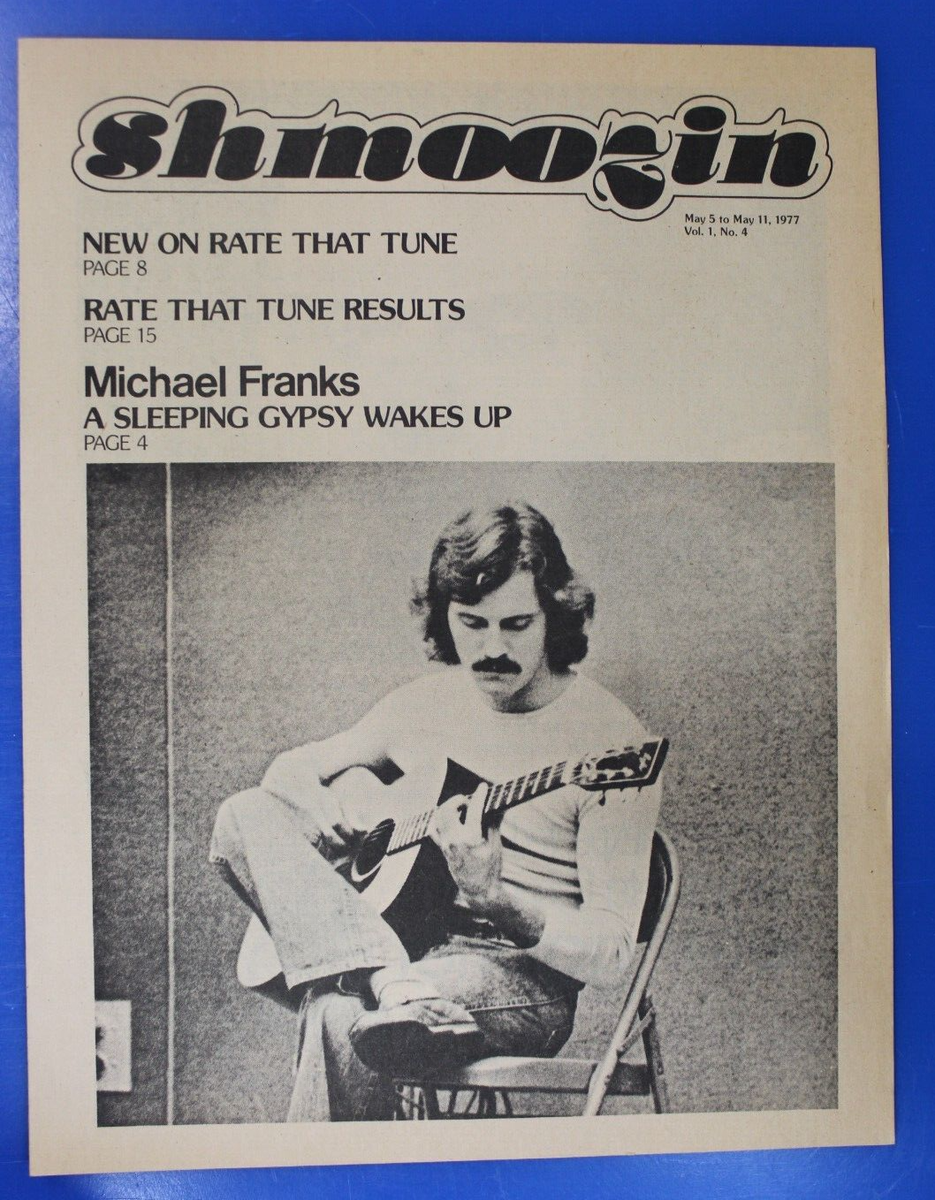 shmoozin
May 5 to May 11, 1977
Vol. 1, No. 4
NEW ON RATE THAT TUNE
PAGE 8
RATE THAT TUNE RESULTS
PAGE 15
Michael Franks
A SLEEPING GYPSY WAKES UP
PAGE 4